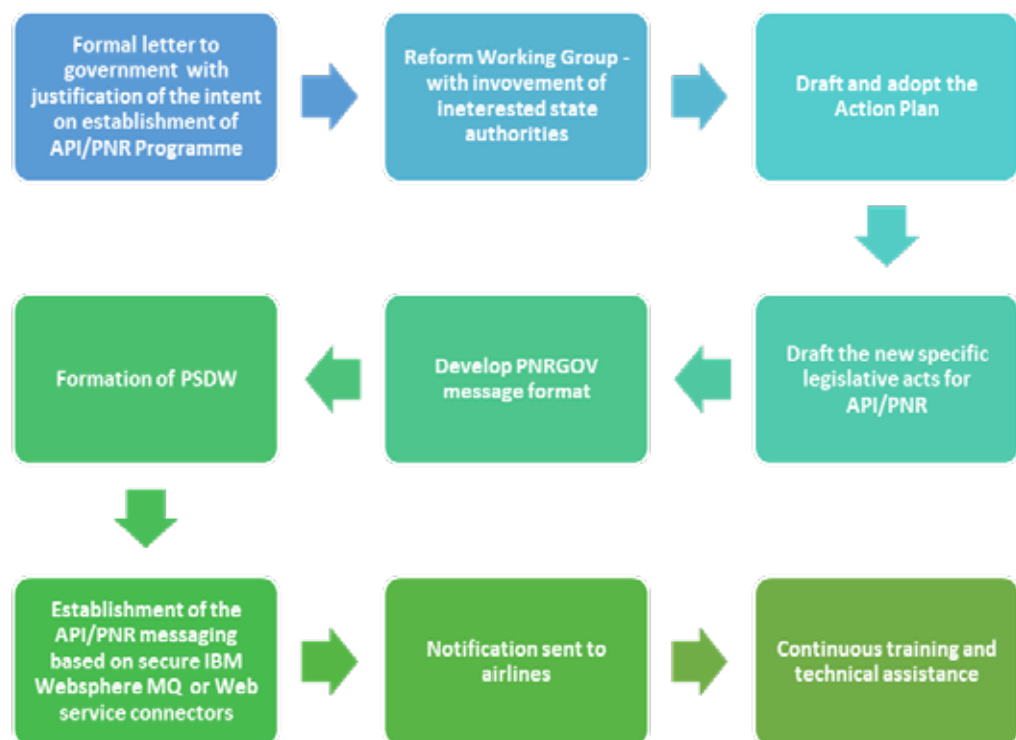 Formal letter to
government with
justification of the intent
on establishment of
API/PNR Programme
Reform Working Group -
with invovement of
Ineterested state
authorities
Draft and adopt the
Action Plan
Draft the new specific
legislative acts for
API/PNR
Develop PNRGOV
message format
Formation of PSDW
Establishment of the
API/PNR messaging
based on secure IBM
Websphere MQ or Web
service connectors
Notification sent to
airlines
Continuous training and
technical assistance